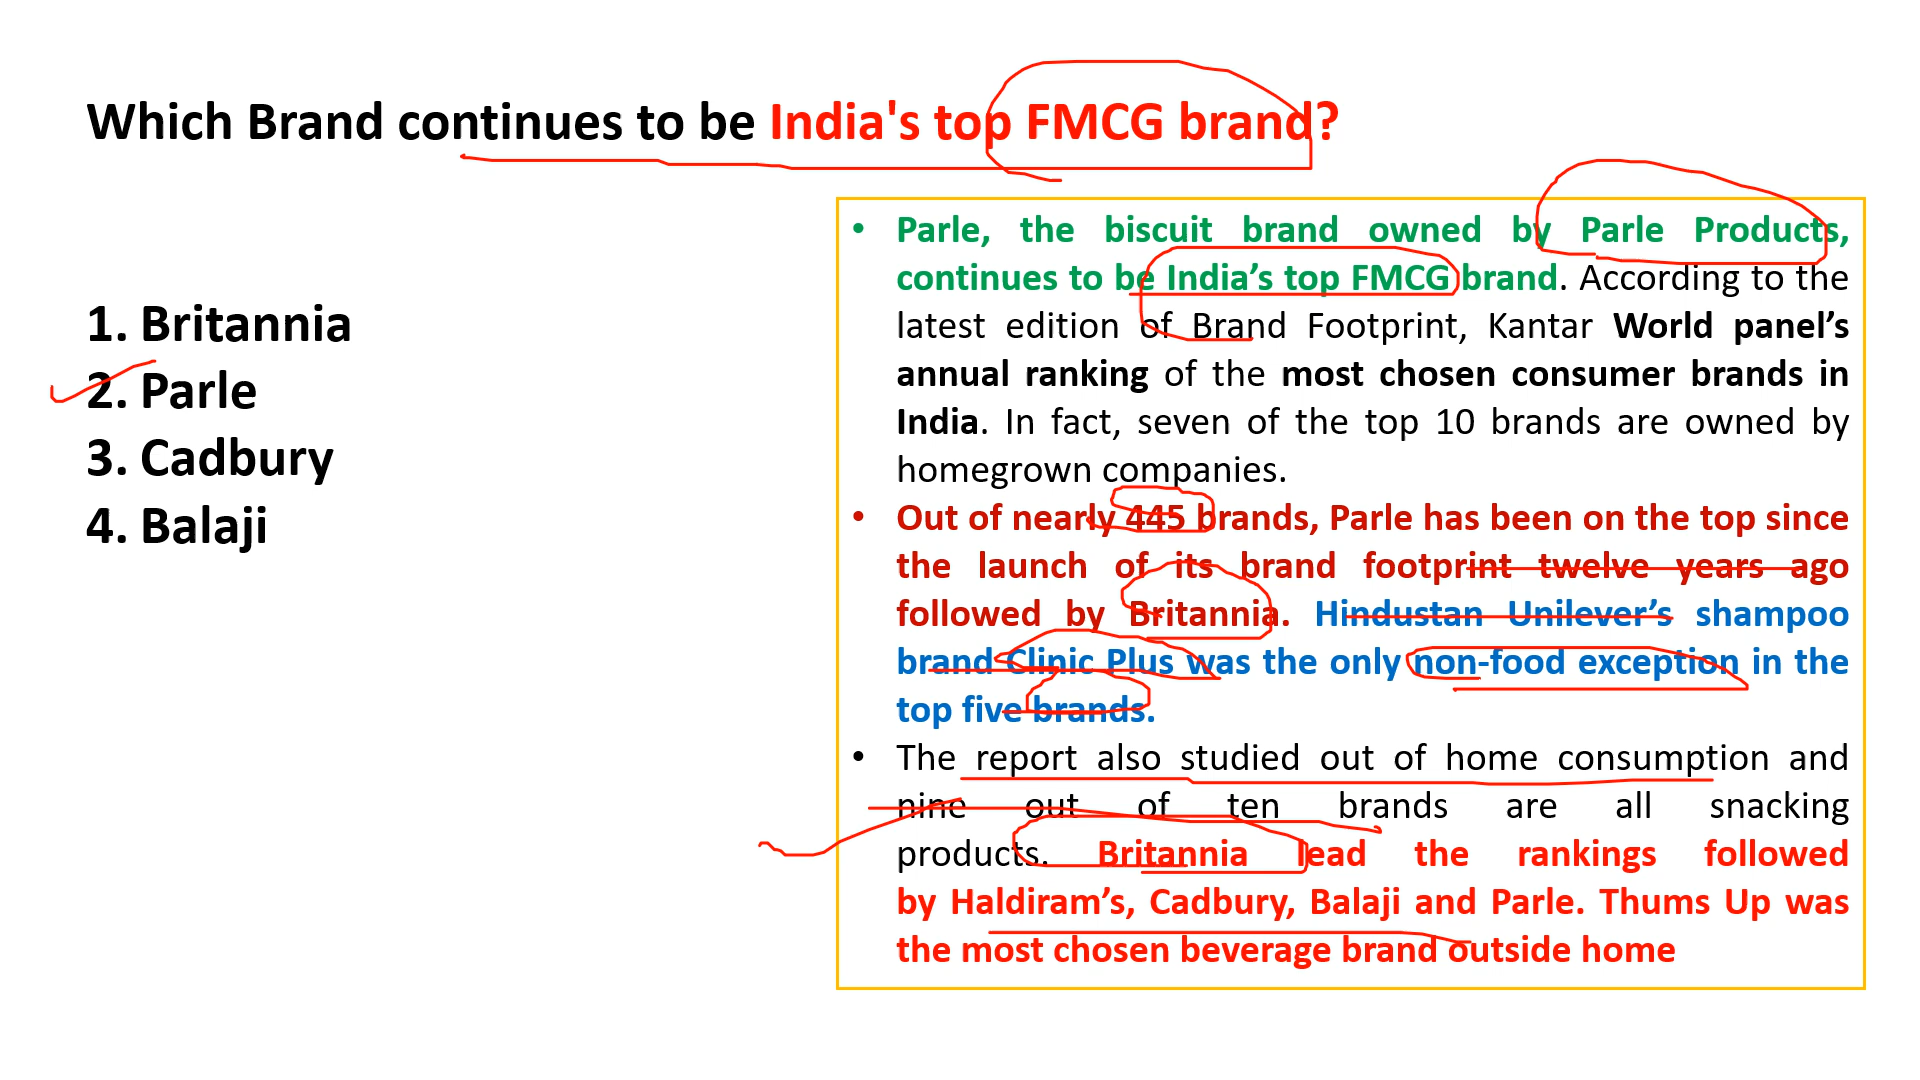 Which Brand continues to be India's top FMCG brand?
1. Britannia
2. Parle
3. Cadbury
4. Balaji
• Parle, the biscuit brand owned by Parle Products,
continues to be India’s top FMCG brand. According to the
latest edition of Brand Footprint, Kantar World panel’s
annual ranking of the most chosen consumer brands in
India. In fact, seven of the top 10 brands are owned by
homegrown companies.
• Out of nearly 445 brands, Parle has been on the top since
the launch of its brand footprint twelve years ago
followed by Britannia. Hindustan Unilever’s shampoo
brand Clinic Plus was the only non-food exception in the
top five brands.
• The report also studied out of home consumption and
nine out of ten brands are all snacking
products. Britannia lead the rankings followed
by Haldiram’s, Cadbury, Balaji and Parle. Thums Up was
the most chosen beverage brand outside home